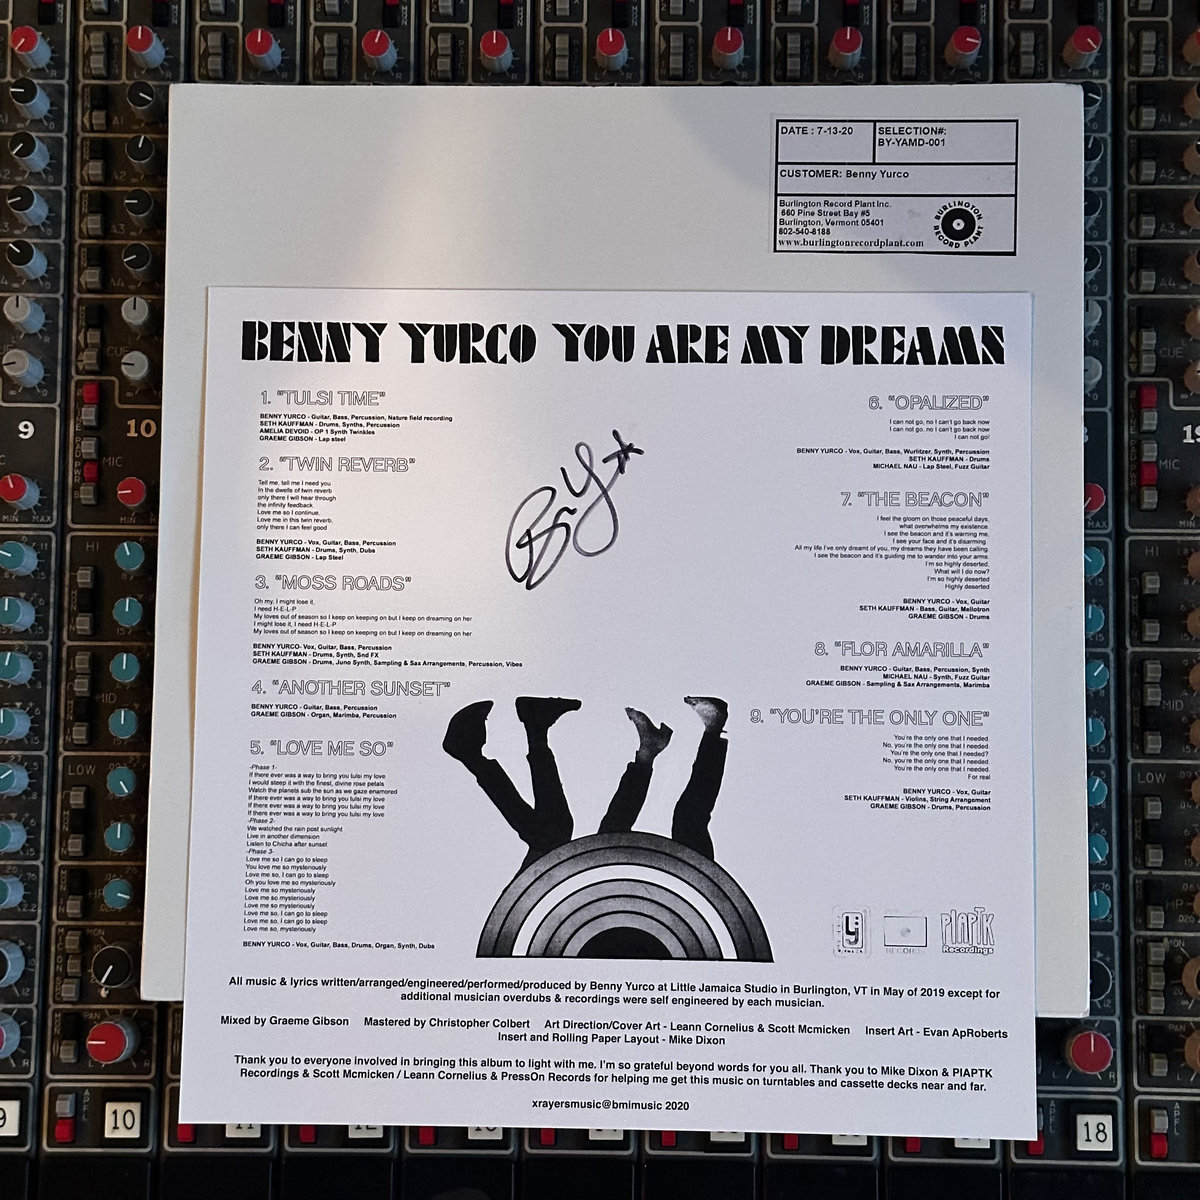 DATE : 7-13-20
SELECTION#:
BY-YAMD-001
CUSTOMER: Benny Yurco
Burlington Record Plant Inc.
660 Pine Street Bay #5
Burlington, Vermont 05401
802-540-8188
www.burlingtonrecordplant.com
BURLINGTON RECORD PLANT
BENNY YURCO YOU ARE MY DREAMS
1. "TULSI TIME"
BENNY YURCO - Guitar, Bass, Percussion, Nature field recording
SETH KAUFFMAN - Drums, Synths, Percussion
AMELIA DEVOID - OP 1 Synth Twinkles
GRAEME GIBSON - Lap steel
2. "TWIN REVERB"
Tell me, tell me I need you
In the dwells of twin reverb
only there I will hear through
the infinity feedback.
Love me so I continue,
Love me in this twin reverb,
only there I can feel good
BENNY YURCO - Vox, Guitar, Bass, Percussion
SETH KAUFFMAN - Drums, Synth, Dubs
GRAEME GIBSON - Lap Steel
3. "MOSS ROADS"
Oh my, I might lose it,
I need H-E-L-P
My loves out of season so I keep on keeping on but I keep on dreaming on her
I might lose it, I need H-E-L-P
My loves out of season so I keep on keeping on but I keep on dreaming on her
BENNY YURCO- Vox, Guitar, Bass, Percussion
SETH KAUFFMAN - Drums, Synth, Snd FX
GRAEME GIBSON - Drums, Juno Synth, Sampling & Sax Arrangements, Percussion, Vibes
4. "ANOTHER SUNSET"
BENNY YURCO - Guitar, Bass, Percussion
GRAEME GIBSON - Organ, Marimba, Percussion
5. "LOVE ME SO"
-Phase 1-
If there ever was a way to bring you tulsi my love
I would steep it with the finest, divine rose petals
Watch the planets sub the sun as we gaze enamored
If there ever was a way to bring you tulsi my love
If there ever was a way to bring you tulsi my love
If there ever was a way to bring you tulsi my love
-Phase 2-
We watched the rain post sunlight
Live in another dimension
Listen to Chicha after sunset
-Phase 3-
Love me so I can go to sleep
You love me so mysteriously
Love me so, I can go to sleep
Oh you love me so mysteriously
Love me so mysteriously
Love me so mysteriously
Love me so mysteriously
Love me so, I can go to sleep
Love me so, I can go to sleep
Love me so, mysteriously
BENNY YURCO - Vox, Guitar, Bass, Drums, Organ, Synth, Dubs
6. "OPALIZED"
I can not go, no I can't go back now
I can not go, no I can't go back now
I can not go!
BENNY YURCO - Vox, Guitar, Bass, Wurlitzer, Synth, Percussion
SETH KAUFFMAN - Drums
MICHAEL NAU - Lap Steel, Fuzz Guitar
7. "THE BEACON"
I feel the gloom on those peaceful days,
what overwhelms my existence.
I see the beacon and it's warning me,
I see your face and it's disarming.
All my life I've only dreamt of you, my dreams they have been calling.
I see the beacon and it's guiding me to wander into your arms.
I'm so highly deserted,
What will I do now?
I'm so highly deserted
Highly deserted
BENNY YURCO - Vox, Guitar
SETH KAUFFMAN - Bass, Guitar, Mellotron
GRAEME GIBSON - Drums
8. "FLOR AMARILLA"
BENNY YURCO - Guitar, Bass, Percussion, Synth
MICHAEL NAU - Synth, Fuzz Guitar
GRAEME GIBSON - Sampling & Sax Arrangements, Marimba
9. "YOU'RE THE ONLY ONE"
You're the only one that I needed.
No, you're the only one that I needed.
You're the only one that I needed?
No, you're the only one that I needed.
You're the only one that I needed.
For real
BENNY YURCO - Vox, Guitar
SETH KAUFFMAN - Violins, String Arrangement
GRAEME GIBSON - Drums, Percussion
PIAPTK
Recordings
All music & lyrics written/arranged/engineered/performed/produced by Benny Yurco at Little Jamaica Studio in Burlington, VT in May of 2019 except for
additional musician overdubs & recordings were self engineered by each musician.
Mixed by Graeme Gibson Mastered by Christopher Colbert Art Direction/Cover Art - Leann Cornelius & Scott Mcmicken Insert Art - Evan ApRoberts
Insert and Rolling Paper Layout - Mike Dixon
Thank you to everyone involved in bringing this album to light with me. I'm so grateful beyond words for you all. Thank you to Mike Dixon & PIAPTK
Recordings & Scott Mcmicken / Leann Cornelius & PressOn Records for helping me get this music on turntables and cassette decks near and far.
xrayersmusic@bmimusic 2020
9
10
MIC
MIN MAX
HI
MID
LOW
HP
MON
PAN
10
18
CUE
MIC
HI
MID
LOW
HP
MON
PAN